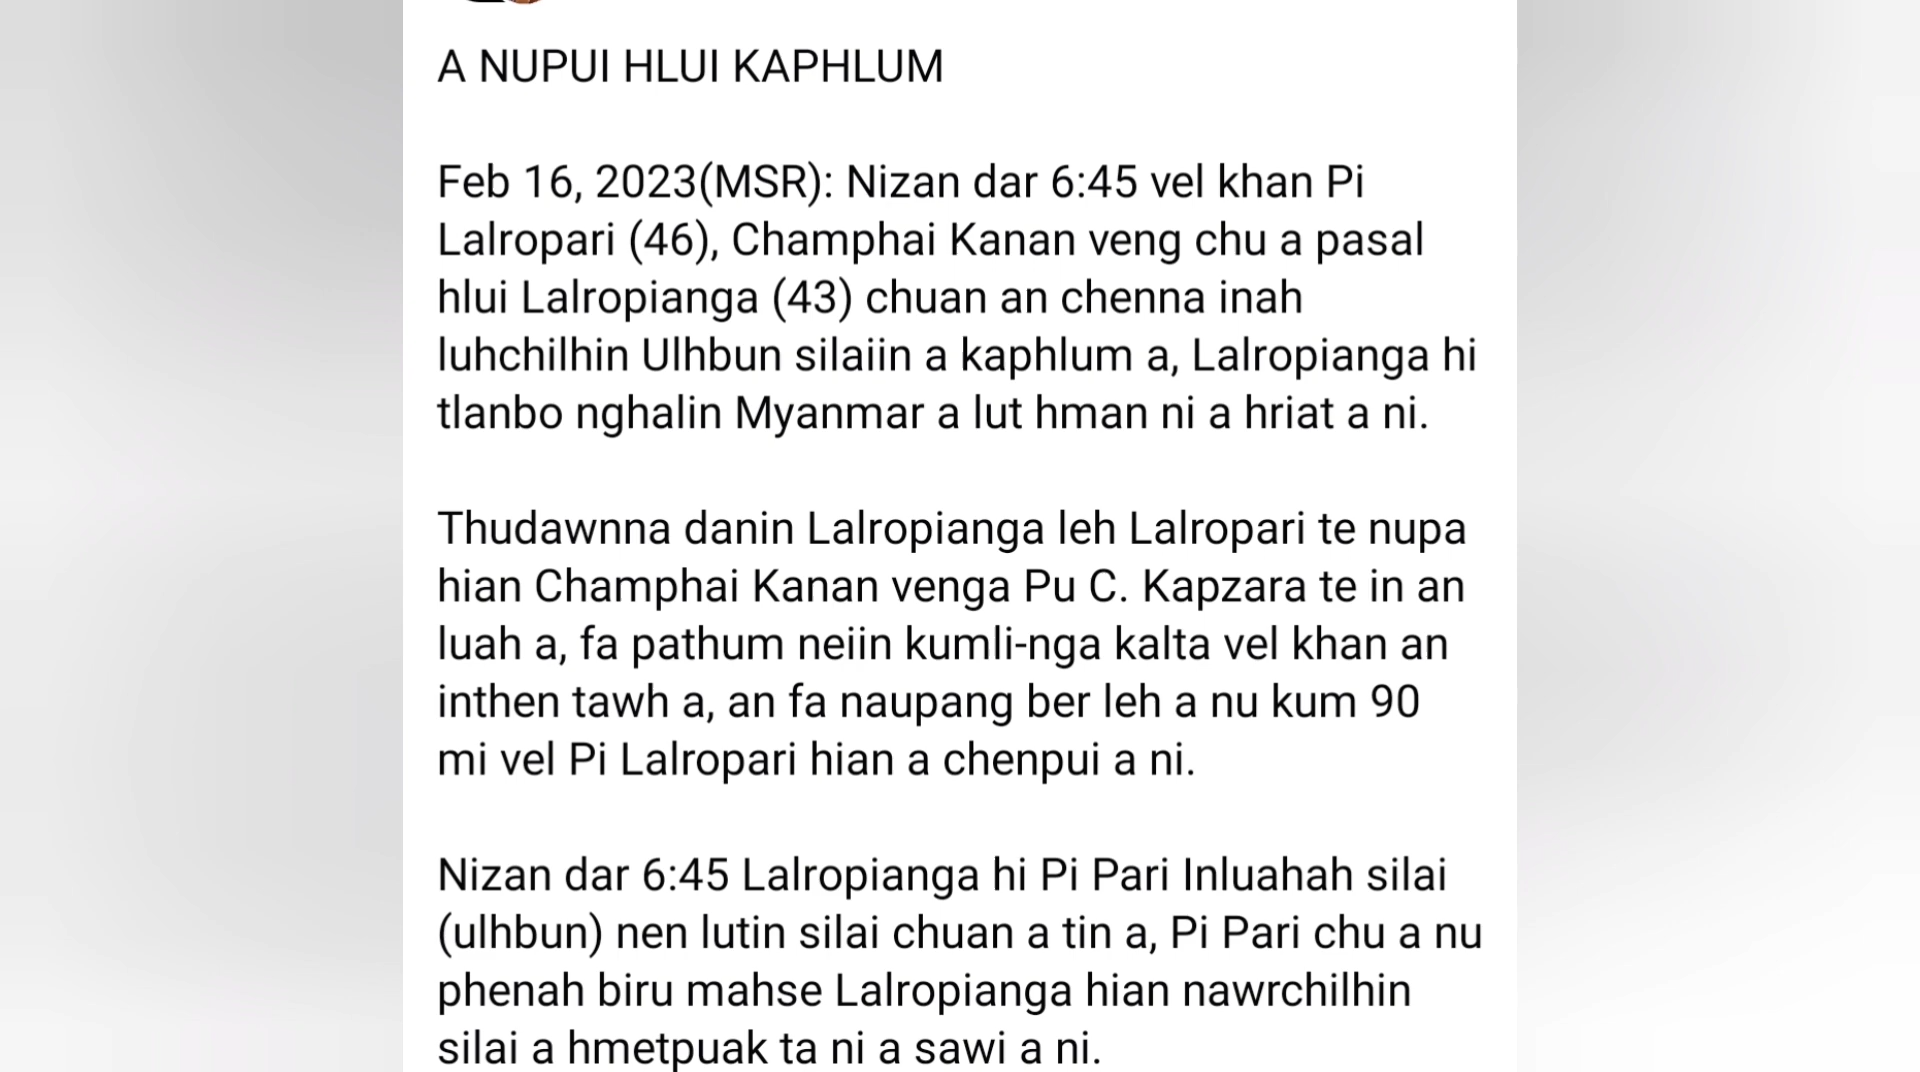 A NUPUI HLUI KAPHLUM
Feb 16, 2023(MSR): Nizan dar 6:45 vel khan Pi
Lalropari (46), Champhai Kanan veng chu a pasal
hlui Lalropianga (43) chuan an chenna inah
luhchilhin Ulhbun silaiin a kaphlum a, Lalropianga hi
tlanbo nghalin Myanmar a lut hman ni a hriat a ni.
Thudawnna danin Lalropianga leh Lalropari te nupa
hian Champhai Kanan venga Pu C. Kapzara te in an
luah a, fa pathum neiin kumli-nga kalta vel khan an
inthen tawh a, an fa naupang ber leh a nu kum 90
mi vel Pi Lalropari hian a chenpui a ni.
Nizan dar 6:45 Lalropianga hi Pi Pari Inluahah silai
(ulhbun) nen lutin silai chuan a tin a, Pi Pari chu a nu
phenah biru mahse Lalropianga hian nawrchilhin
silai a hmetpuak ta ni a sawi a ni.